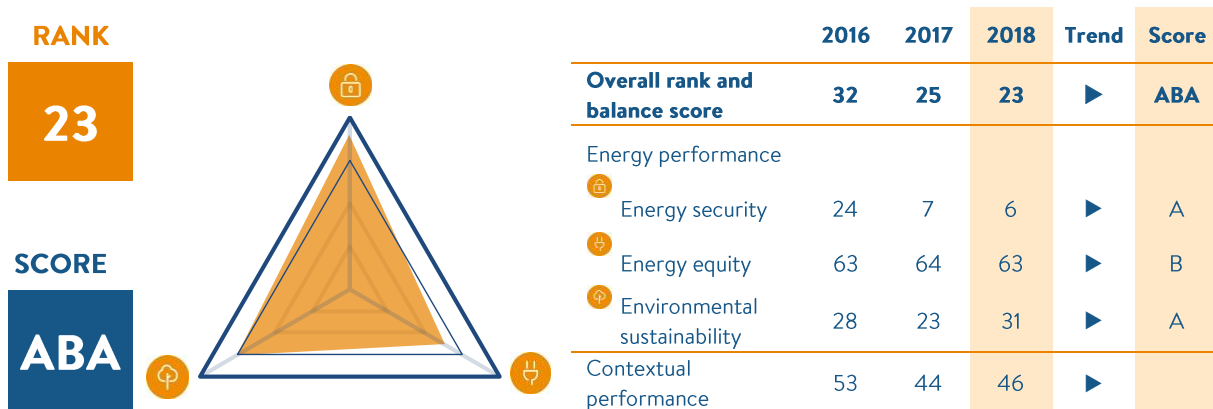 RANK
23
SCORE
ABA
2016 2017 2018 Trend Score
Overall rank and
balance score 32 25 23 ABA
Energy performance
Energy security 24 7 6 A
Energy equity 63 64 63 B
Environmental
sustainability 28 23 31 A
Contextual
performance 53 44 46